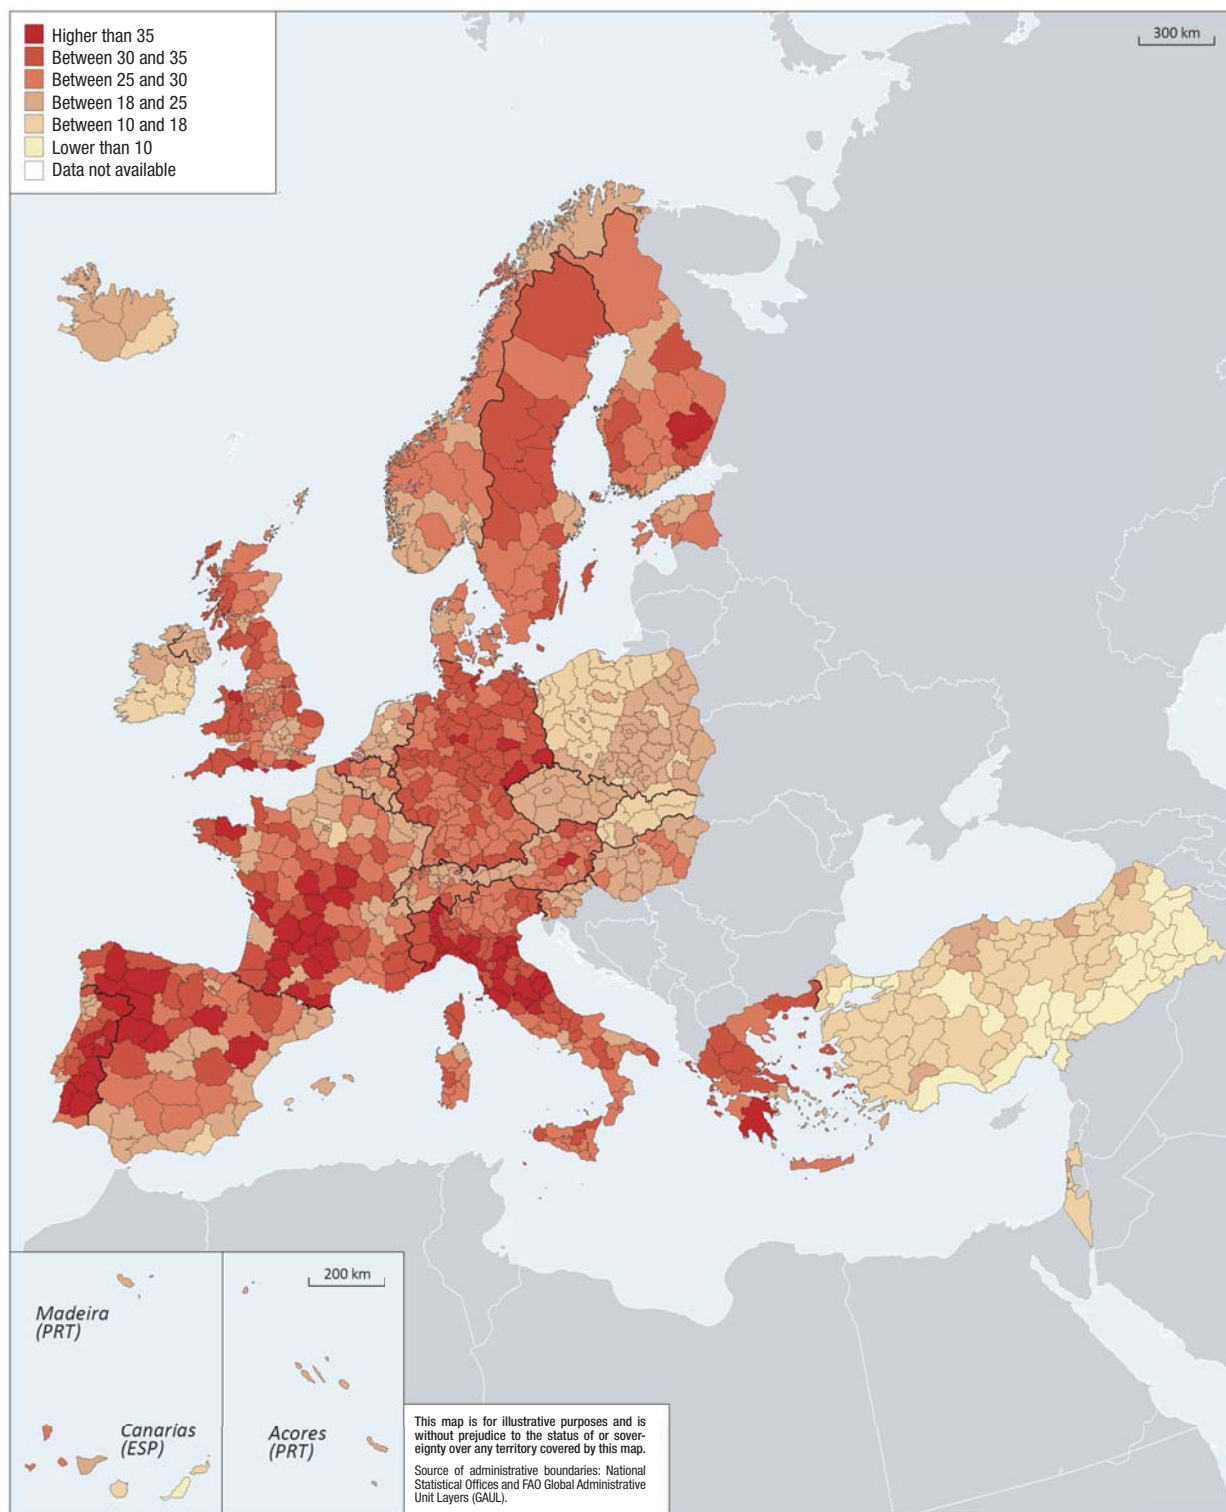 Higher than 35
Between 30 and 35
Between 25 and 30
Between 18 and 25
Between 10 and 18
Lower than 10
Data not available
300 km
200 km
Madeira
(PRT)
Canarias
(ESP)
Acores
(PRT)
This map is for illustrative purposes and is
without prejudice to the status of or sover-
eignty over any territory covered by this map.
Source of administrative boundaries: National
Statistical Offices and FAO Global Administrative
Unit Layers (GAUL).